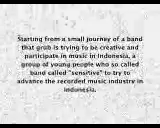 Starting from a small journey of a band
that grub is trying to be creative and
participate in music in Indonesia, a
group of young people who so called
band called "sensitive" to try to
advance the recorded music industry in
Indonesia.